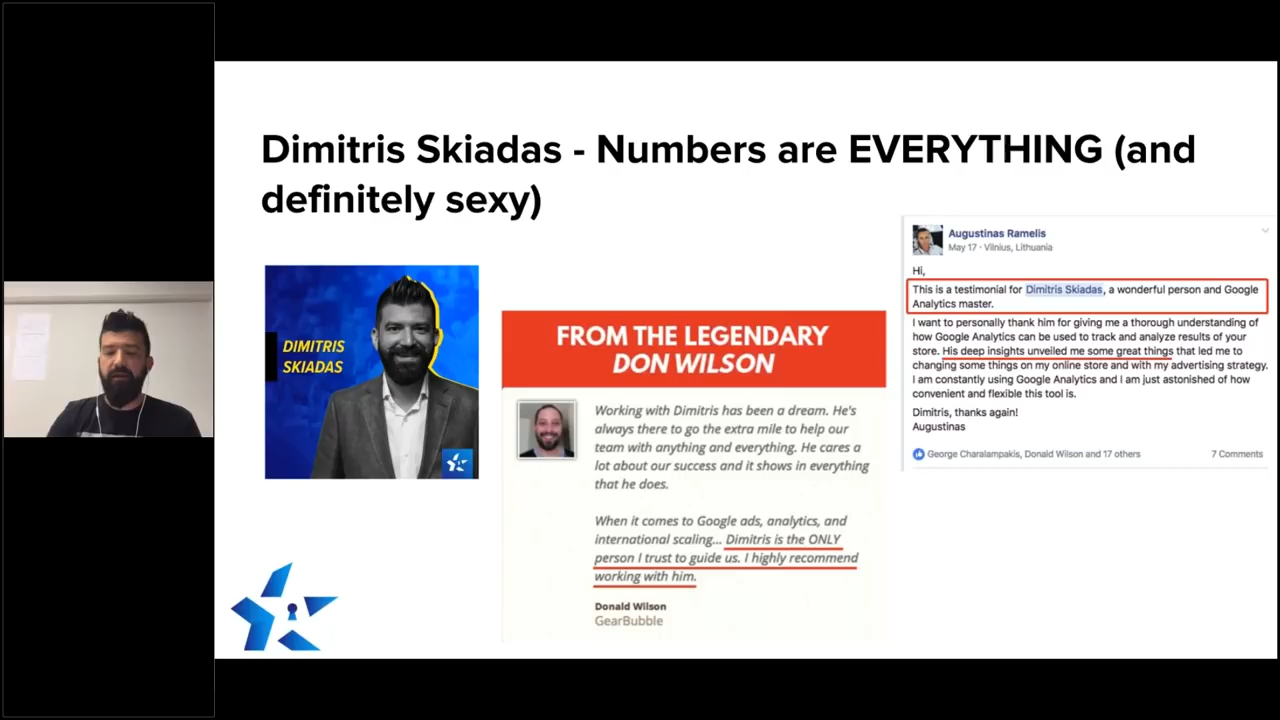 Dimitris Skiadas - Numbers are EVERYTHING (and
definitely sexy)
DIMITRIS
SKIADAS
FROM THE LEGENDARY
DON WILSON
Working with Dimitris has been a dream. He's
always there to go the extra mile to help our
team with anything and everything. He cares a
lot about our success and it shows in everything
that he does.
When it comes to Google ads, analytics, and
international scaling... Dimitris is the ONLY
person I trust to guide us. I highly recommend
working with him.
Donald Wilson
GearBubble
Augustinas Ramelis
May 17 · Vilnius, Lithuania
Hi,
This is a testimonial for Dimitris Skiadas, a wonderful person and Google
Analytics master.
I want to personally thank him for giving me a thorough understanding of
how Google Analytics can be used to track and analyze results of your
store. His deep insights unveiled me some great things that led me to
changing some things on my online store and with my advertising strategy.
I am constantly using Google Analytics and I am just astonished of how
convenient and flexible this tool is.
Dimitris, thanks again!
Augustinas
George Charalampakis, Donald Wilson and 17 others 7 Comments